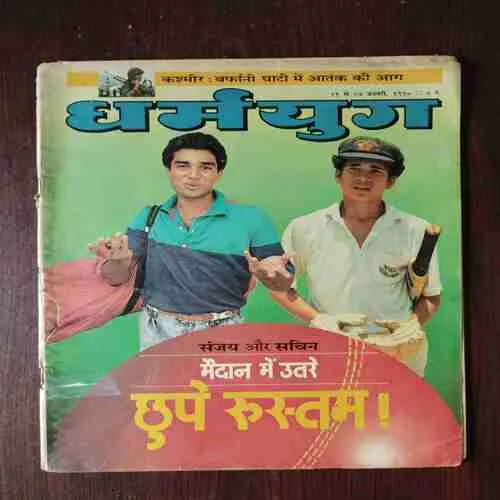 कश्मीर : बर्फानी घाटी में आतंक की आग
धर्मयुग
संजय और सचिन
मैदान में उतरे
छुपे रुस्तम !